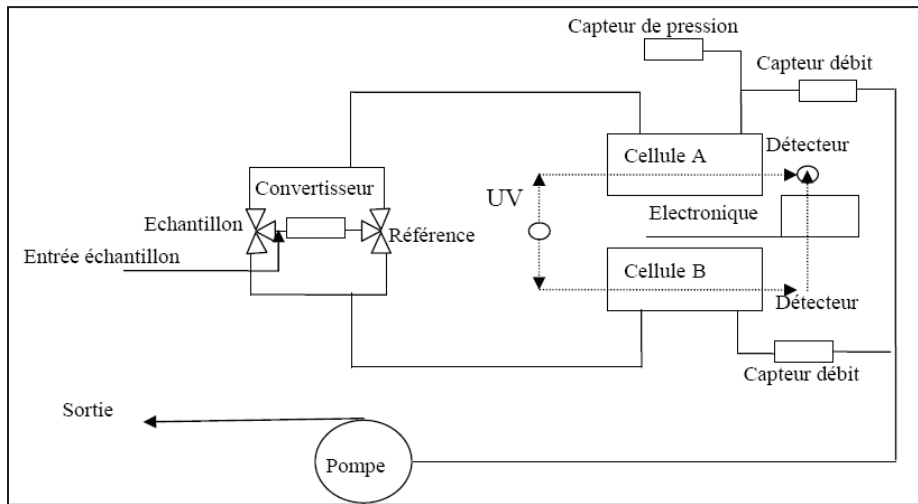 Capteur de pression
Capteur débit
Détecteur
Cellule A
Convertisseur
UV
Echantillon
Electronique
Référence
Entrée échantillon
Cellule B
Détecteur
Capteur débit
Sortie
Pompe